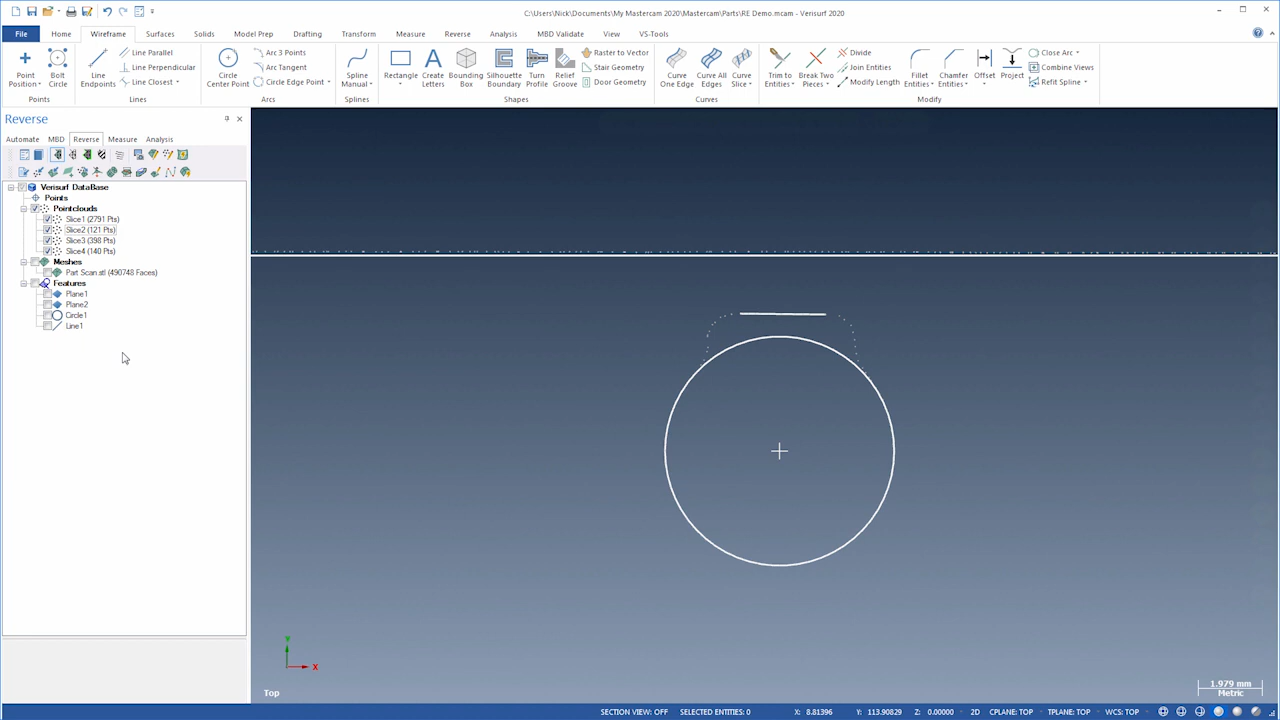 C:\Users\Nick\Documents\My Mastercam 2020\Mastercam\Parts\RE Demo.mcam - Verisurf 2020
File Home Wireframe Surfaces Solids Model Prep Drafting Transform Measure Reverse Analysis MBD Validate View VS-Tools
Point Position
Bolt Circle
Points
Line Endpoints
Line Parallel
Line Perpendicular
Line Closest
Lines
Circle Center Point
Arc 3 Points
Arc Tangent
Circle Edge Point
Arcs
Spline Manual
Splines
Rectangle
Create Letters
Bounding Box
Silhouette Boundary
Turn Profile
Relief Groove
Raster to Vector
Stair Geometry
Door Geometry
Shapes
Curve One Edge
Curve All Edges
Curve Slice
Curves
Trim to Entities
Break Two Pieces
Divide
Join Entities
Modify Length
Fillet Entities
Chamfer Entities
Offset
Project
Close Arc
Combine Views
Refit Spline
Modify
Reverse
Automate MBD Reverse Measure Analysis
Verisurf DataBase
Points
Pointclouds
Slice1 (2791 Pts)
Slice2 (121 Pts)
Slice3 (398 Pts)
Slice4 (140 Pts)
Meshes
Part Scan.stl (490748 Faces)
Features
Plane1
Plane2
Circle1
Line1
Y
X
Top
1.979 mm
Metric
SECTION VIEW: OFF SELECTED ENTITIES: 0 X: 8.81396 Y: 113.90829 Z: 0.00000 2D CPLANE: TOP TPLANE: TOP WCS: TOP